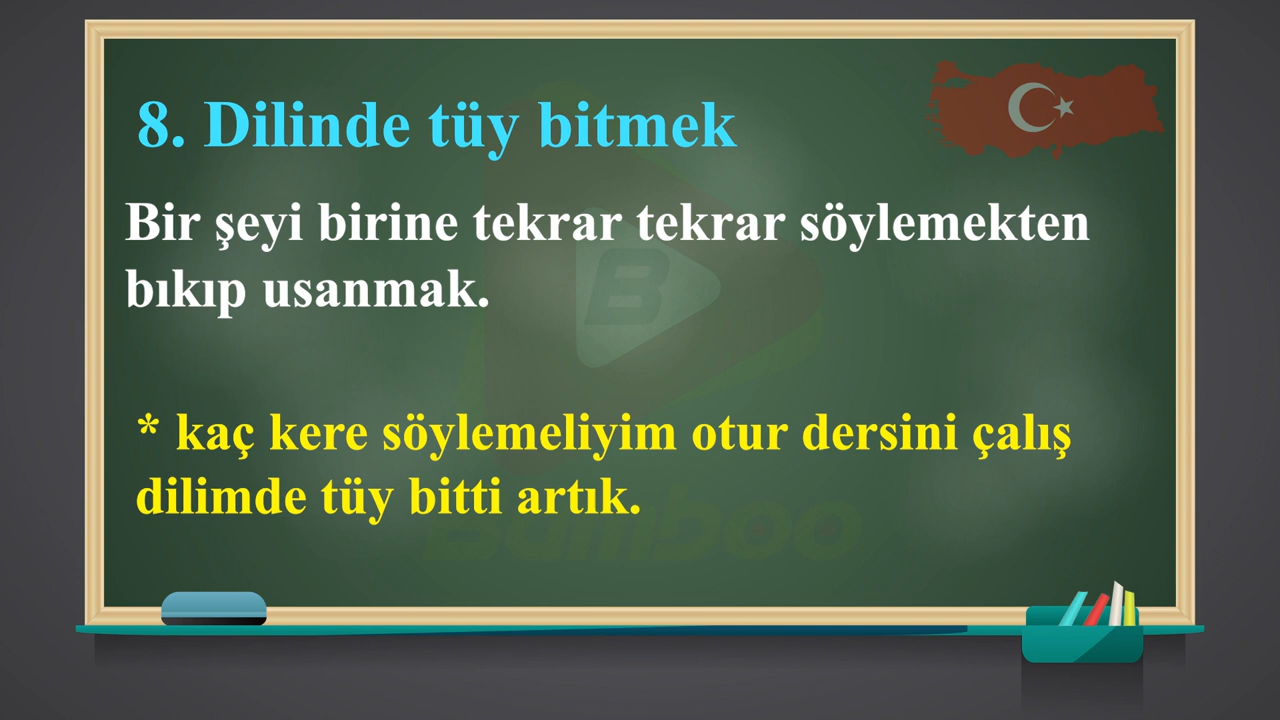 8. Dilinde tüy bitmek
Bir şeyi birine tekrar tekrar söylemekten
bıkıp usanmak.
* kaç kere söylemeliyim otur dersini çalış
dilimde tüy bitti artık.
B
Bamboo